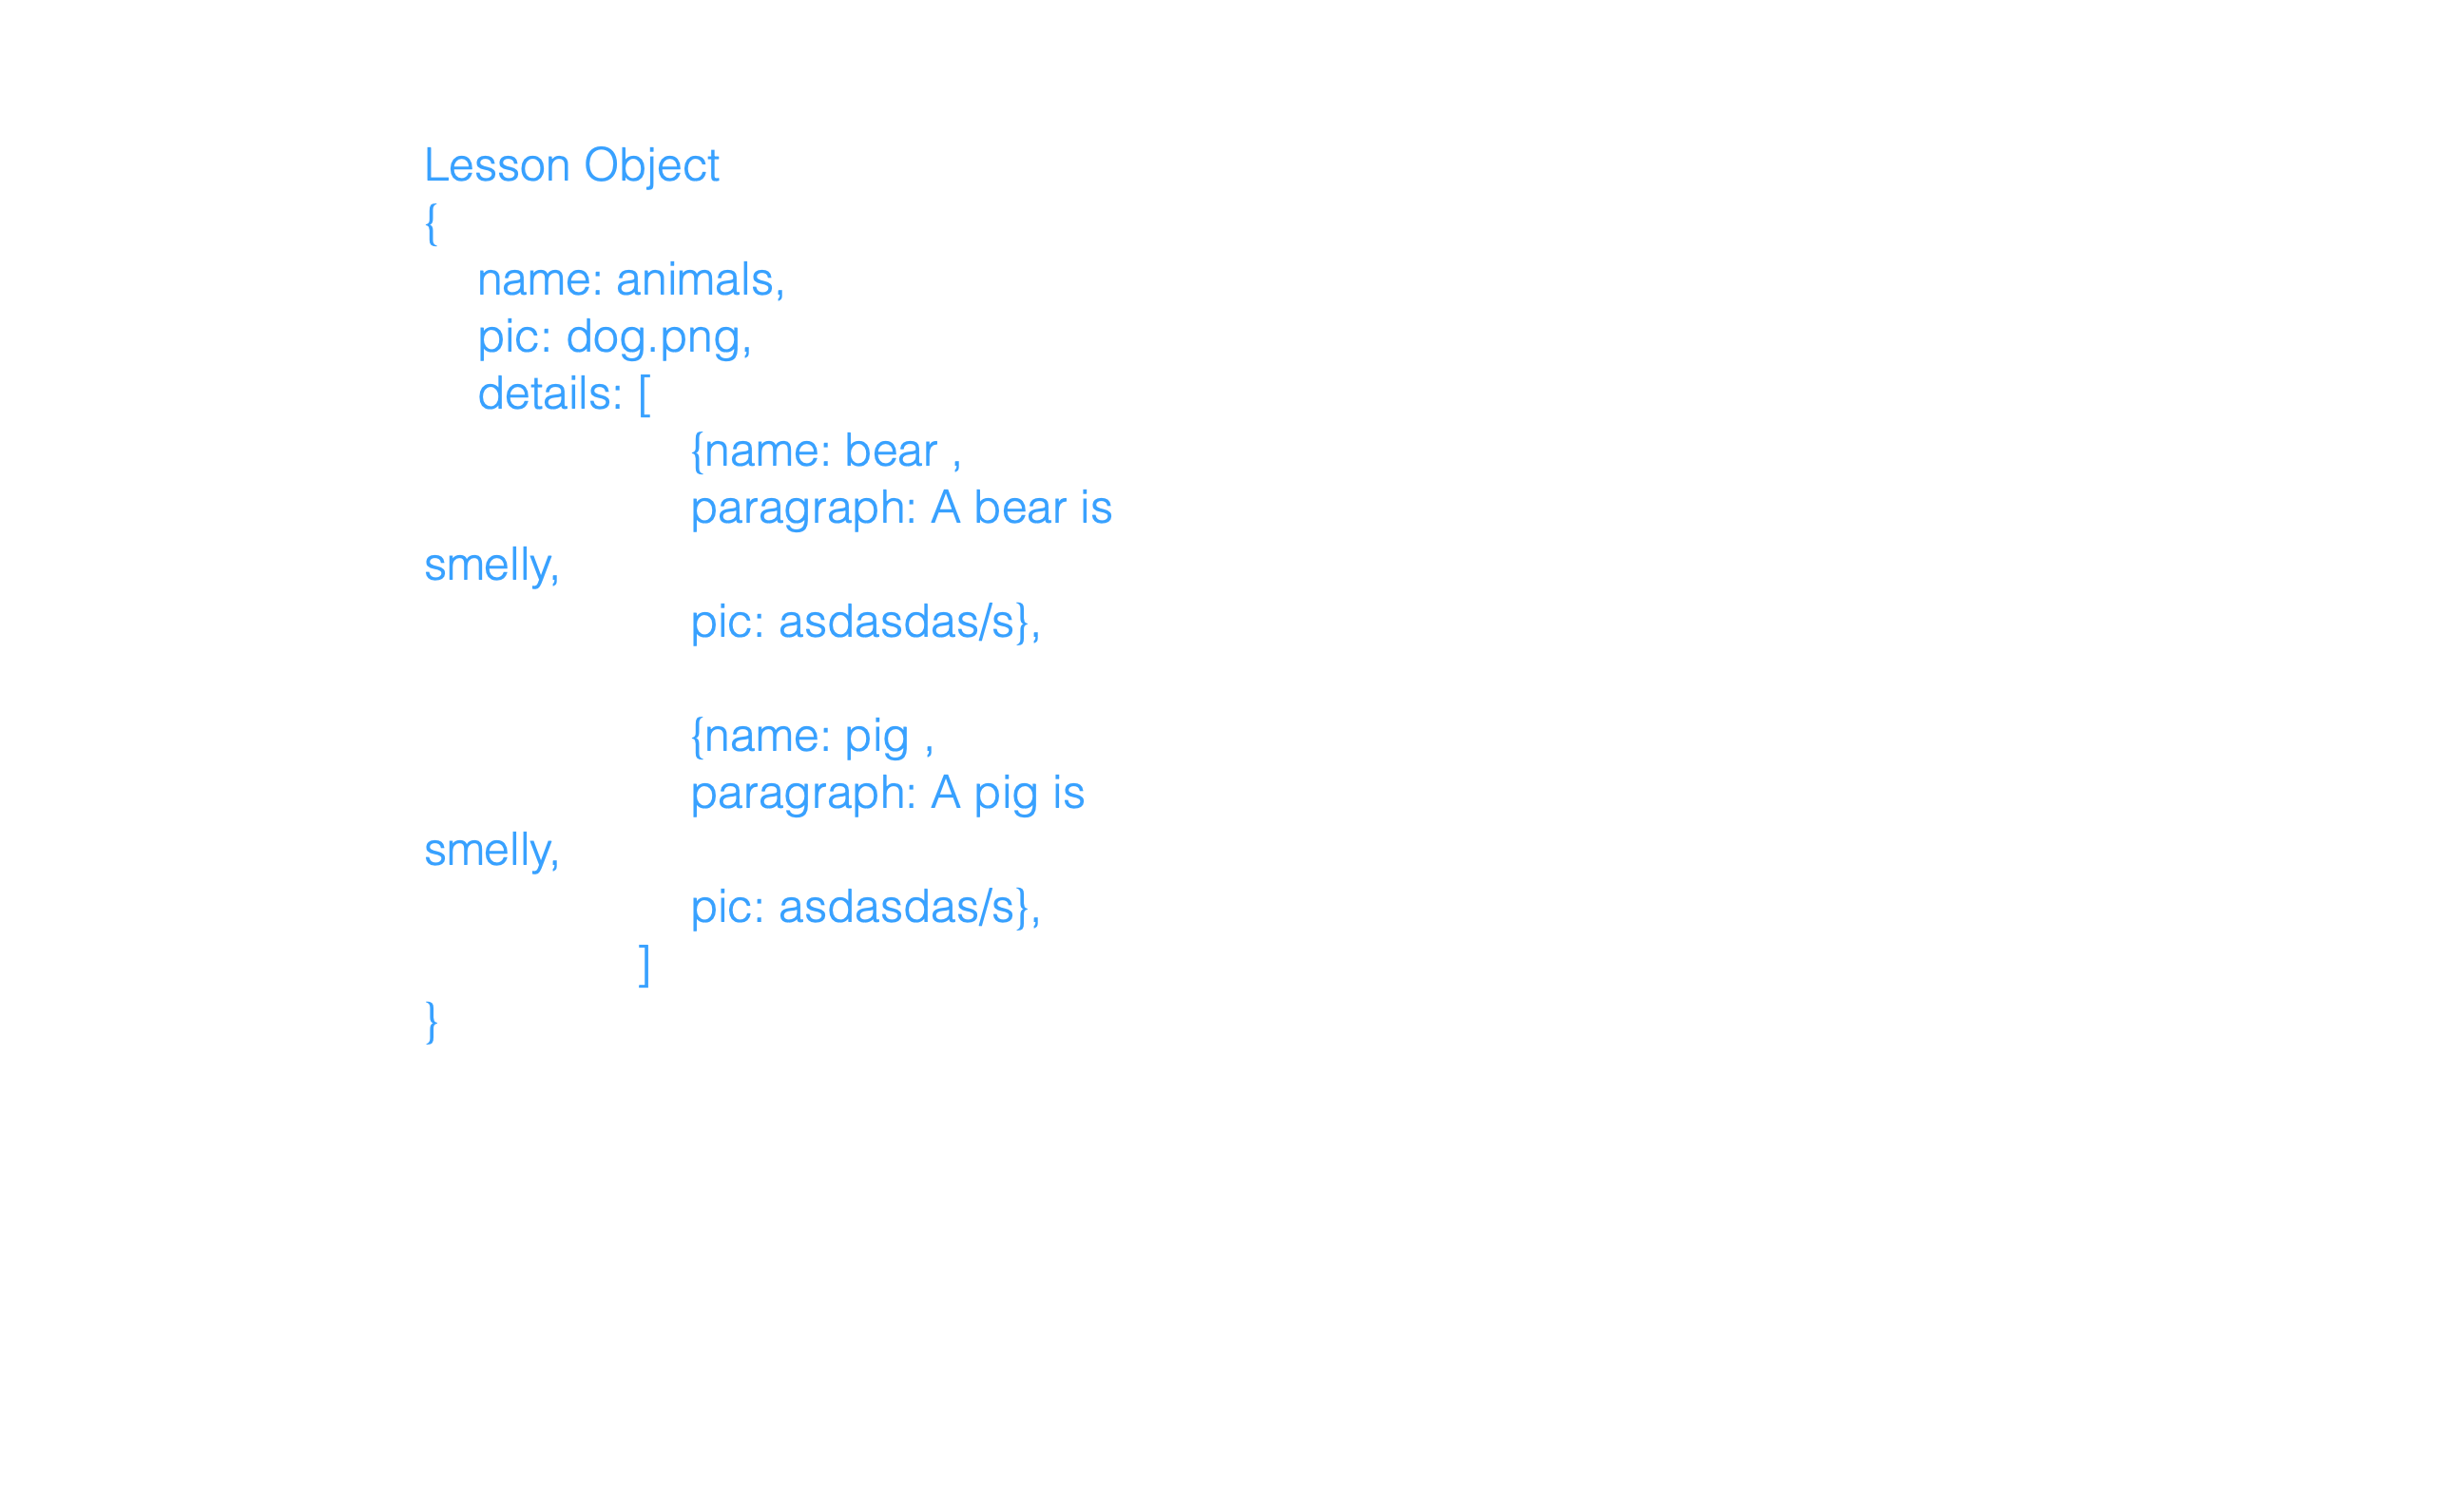 Lesson Object
{
name: animals,
pic: dog.png,
details: [
{name: bear ,
paragraph: A bear is
smelly,
pic: asdasdas/s},
{name: pig ,
paragraph: A pig is
smelly,
pic: asdasdas/s},
]
}